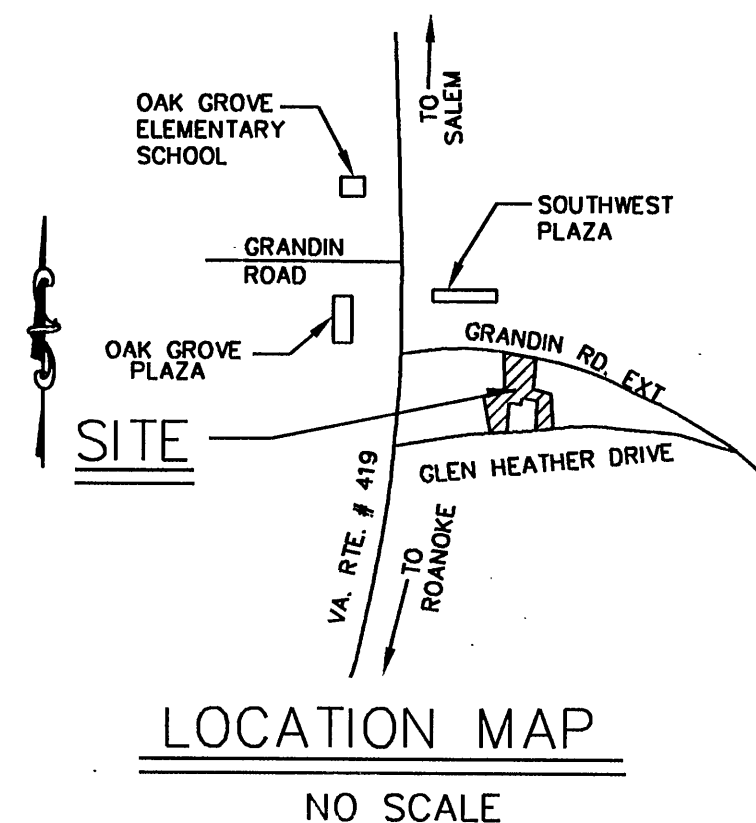 OAK GROVE
ELEMENTARY
SCHOOL
TO
SALEM
SOUTHWEST
PLAZA
GRANDIN
ROAD
OAK GROVE
PLAZA
GRANDIN RD. EXT.
SITE
GLEN HEATHER DRIVE
VA. RTE. # 419
TO
ROANOKE
LOCATION MAP
NO SCALE